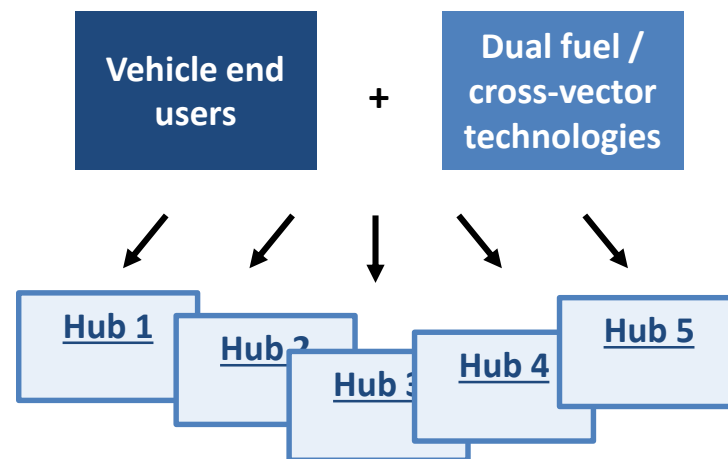 Vehicle end
users
+
Dual fuel /
cross-vector
technologies
Hub 1
Hub 2
Hub 3
Hub 4
Hub 5